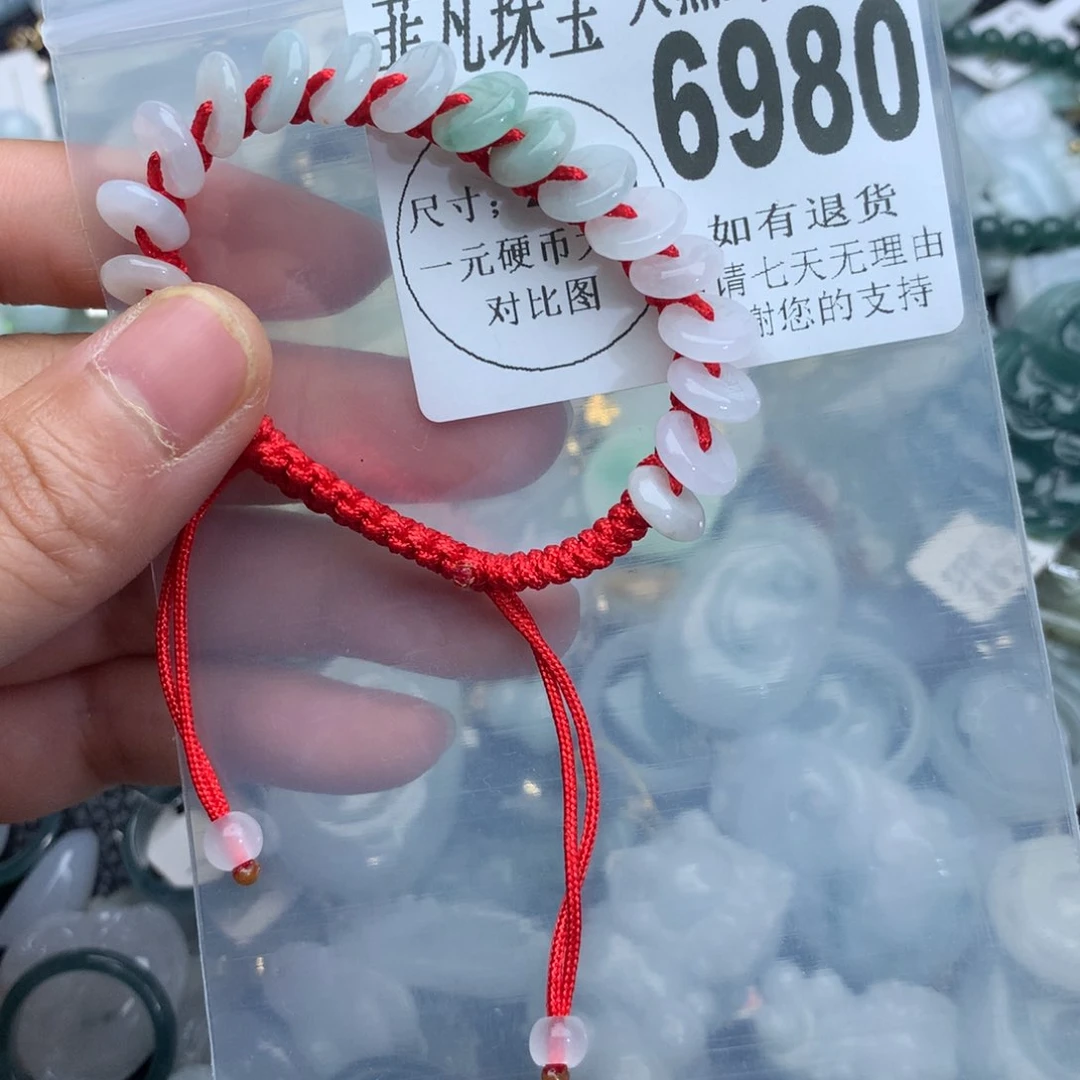 菲凡珠玉
6980
尺寸;
一元硬币
对比图
如有退货
请七天无理由
谢您的支持